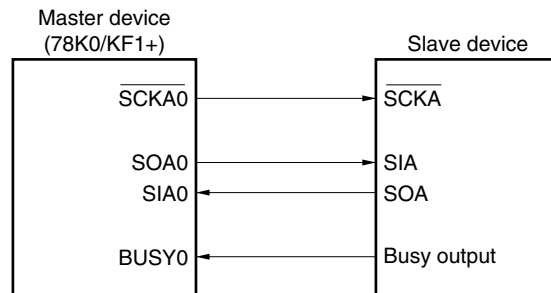 Master device
(78K0/KF1+)
Slave device
SCKA0
SCKA
SOA0
SIA
SIA0
SOA
BUSY0
Busy output